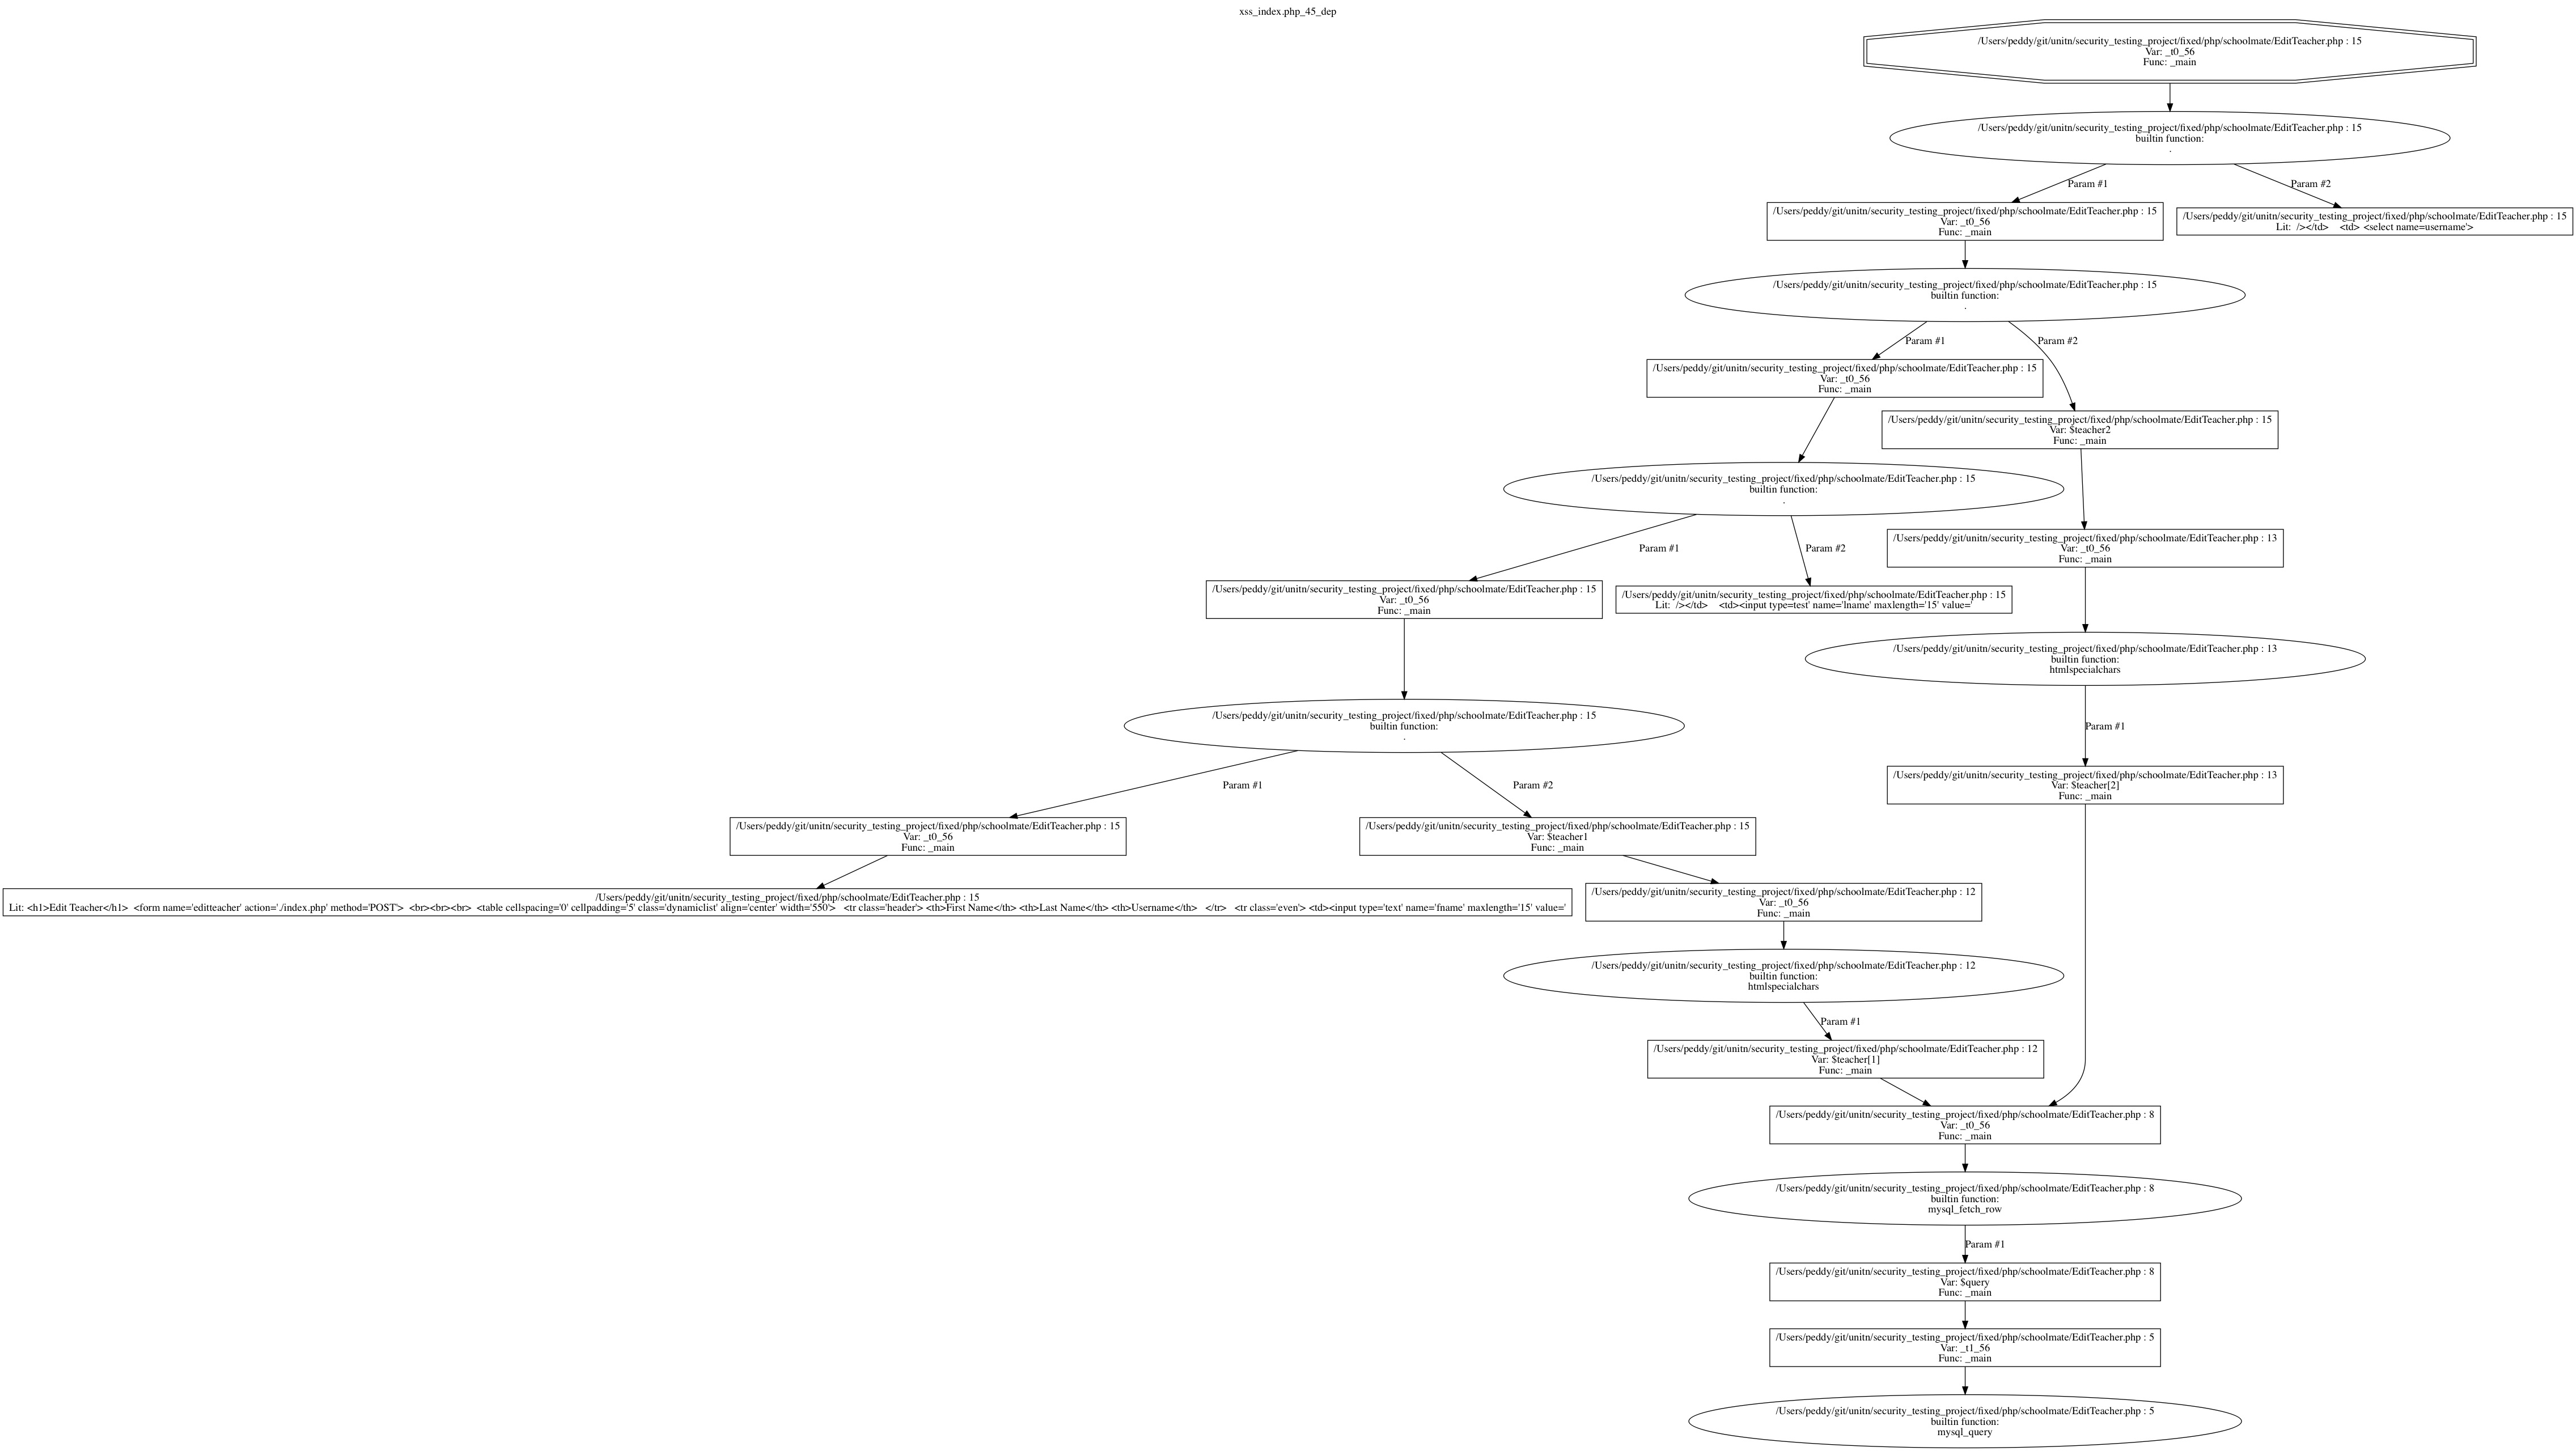 xss_index.php_45_dep
/Users/peddy/git/unitn/security_testing_project/fixed/php/schoolmate/EditTeacher.php : 15
Var: _t0_56
Func: _main
/Users/peddy/git/unitn/security_testing_project/fixed/php/schoolmate/EditTeacher.php : 15
builtin function:
.
Param #1
Param #2
/Users/peddy/git/unitn/security_testing_project/fixed/php/schoolmate/EditTeacher.php : 15
Var: _t0_56
Func: _main
/Users/peddy/git/unitn/security_testing_project/fixed/php/schoolmate/EditTeacher.php : 15
Lit: /></td> <td> <select name=username'>
/Users/peddy/git/unitn/security_testing_project/fixed/php/schoolmate/EditTeacher.php : 15
builtin function:
.
Param #1
Param #2
/Users/peddy/git/unitn/security_testing_project/fixed/php/schoolmate/EditTeacher.php : 15
Var: _t0_56
Func: _main
/Users/peddy/git/unitn/security_testing_project/fixed/php/schoolmate/EditTeacher.php : 15
Var: $teacher2
Func: _main
/Users/peddy/git/unitn/security_testing_project/fixed/php/schoolmate/EditTeacher.php : 15
builtin function:
.
Param #1
Param #2
/Users/peddy/git/unitn/security_testing_project/fixed/php/schoolmate/EditTeacher.php : 13
Var: _t0_56
Func: _main
/Users/peddy/git/unitn/security_testing_project/fixed/php/schoolmate/EditTeacher.php : 15
Var: _t0_56
Func: _main
/Users/peddy/git/unitn/security_testing_project/fixed/php/schoolmate/EditTeacher.php : 15
Lit: /></td> <td><input type=test' name='lname' maxlength='15' value='
/Users/peddy/git/unitn/security_testing_project/fixed/php/schoolmate/EditTeacher.php : 13
builtin function:
htmlspecialchars
/Users/peddy/git/unitn/security_testing_project/fixed/php/schoolmate/EditTeacher.php : 15
builtin function:
.
Param #1
Param #1
Param #2
/Users/peddy/git/unitn/security_testing_project/fixed/php/schoolmate/EditTeacher.php : 13
Var: $teacher[2]
Func: _main
/Users/peddy/git/unitn/security_testing_project/fixed/php/schoolmate/EditTeacher.php : 15
Var: _t0_56
Func: _main
/Users/peddy/git/unitn/security_testing_project/fixed/php/schoolmate/EditTeacher.php : 15
Var: $teacher1
Func: _main
/Users/peddy/git/unitn/security_testing_project/fixed/php/schoolmate/EditTeacher.php : 15
Lit: <h1>Edit Teacher</h1> <form name='editteacher' action='./index.php' method='POST'> <br><br><br> <table cellspacing='0' cellpadding='5' class='dynamiclist' align='center' width='550'> <tr class='header'> <th>First Name</th> <th>Last Name</th> <th>Username</th> </tr> <tr class='even'> <td><input type='text' name='fname' maxlength='15' value='
/Users/peddy/git/unitn/security_testing_project/fixed/php/schoolmate/EditTeacher.php : 12
Var: _t0_56
Func: _main
/Users/peddy/git/unitn/security_testing_project/fixed/php/schoolmate/EditTeacher.php : 12
builtin function:
htmlspecialchars
Param #1
/Users/peddy/git/unitn/security_testing_project/fixed/php/schoolmate/EditTeacher.php : 12
Var: $teacher[1]
Func: _main
/Users/peddy/git/unitn/security_testing_project/fixed/php/schoolmate/EditTeacher.php : 8
Var: _t0_56
Func: _main
/Users/peddy/git/unitn/security_testing_project/fixed/php/schoolmate/EditTeacher.php : 8
builtin function:
mysql_fetch_row
Param #1
/Users/peddy/git/unitn/security_testing_project/fixed/php/schoolmate/EditTeacher.php : 8
Var: $query
Func: _main
/Users/peddy/git/unitn/security_testing_project/fixed/php/schoolmate/EditTeacher.php : 5
Var: _t1_56
Func: _main
/Users/peddy/git/unitn/security_testing_project/fixed/php/schoolmate/EditTeacher.php : 5
builtin function:
mysql_query